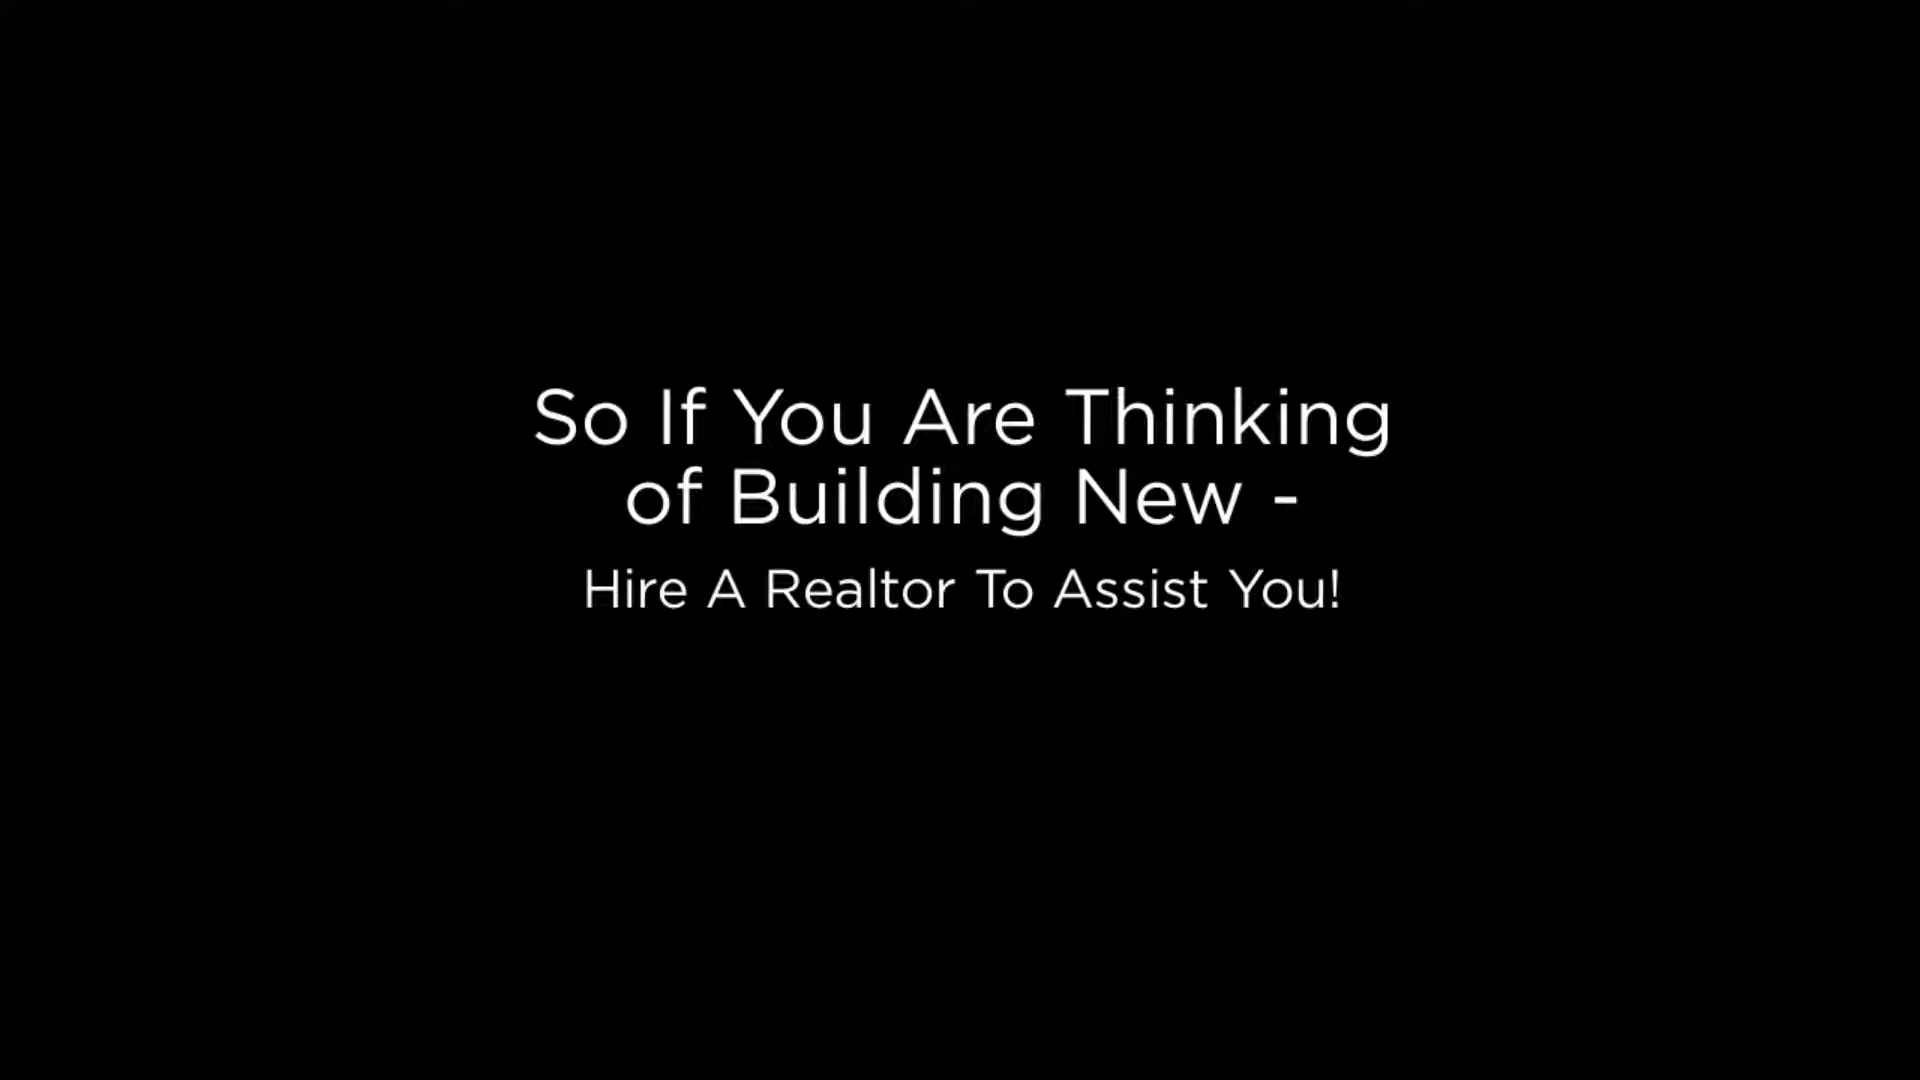 So If You Are Thinking
of Building New -
Hire A Realtor To Assist You!